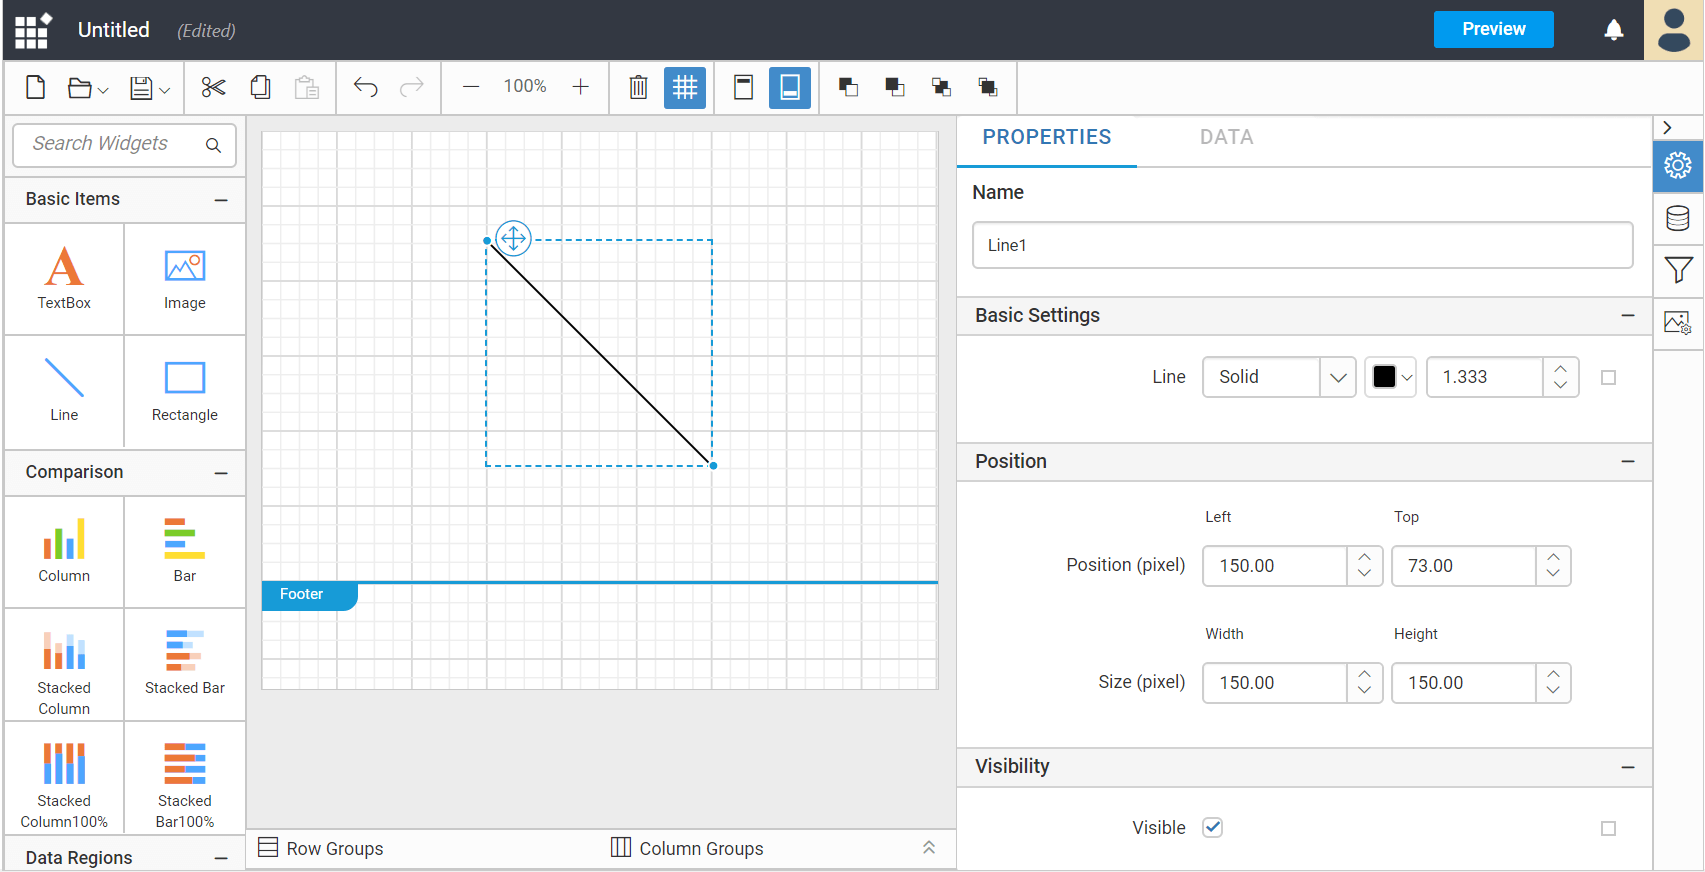 Untitled (Edited) Preview
100%
Search Widgets
Basic Items
TextBox
Image
Line
Rectangle
Comparison
Column
Bar
Stacked
Column
Stacked Bar
Stacked
Column100%
Stacked
Bar100%
Data Regions
Footer
Row Groups
Column Groups
PROPERTIES
DATA
Name
Line1
Basic Settings
Line Solid 1.333
Position
Left Top
Position (pixel) 150.00 73.00
Width Height
Size (pixel) 150.00 150.00
Visibility
Visible